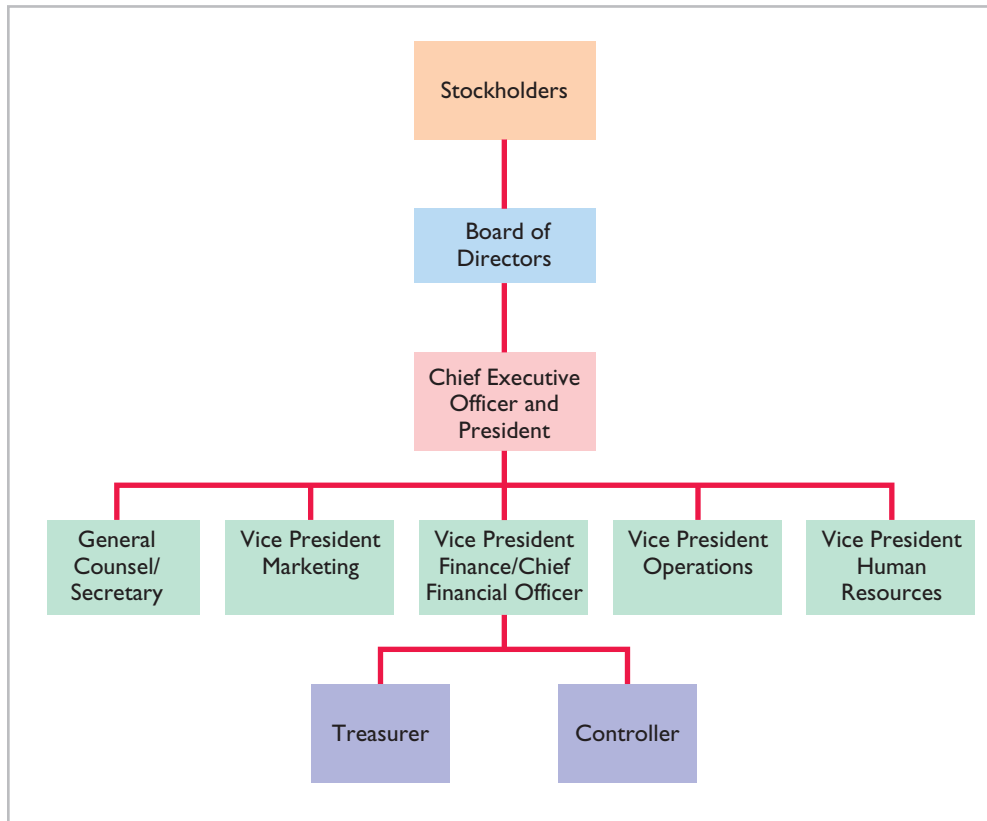 Stockholders
Board of
Directors
Chief Executive
Officer and
President
General
Counsel/
Secretary
Vice President
Marketing
Vice President
Finance/Chief
Financial Officer
Vice President
Operations
Vice President
Human
Resources
Treasurer
Controller